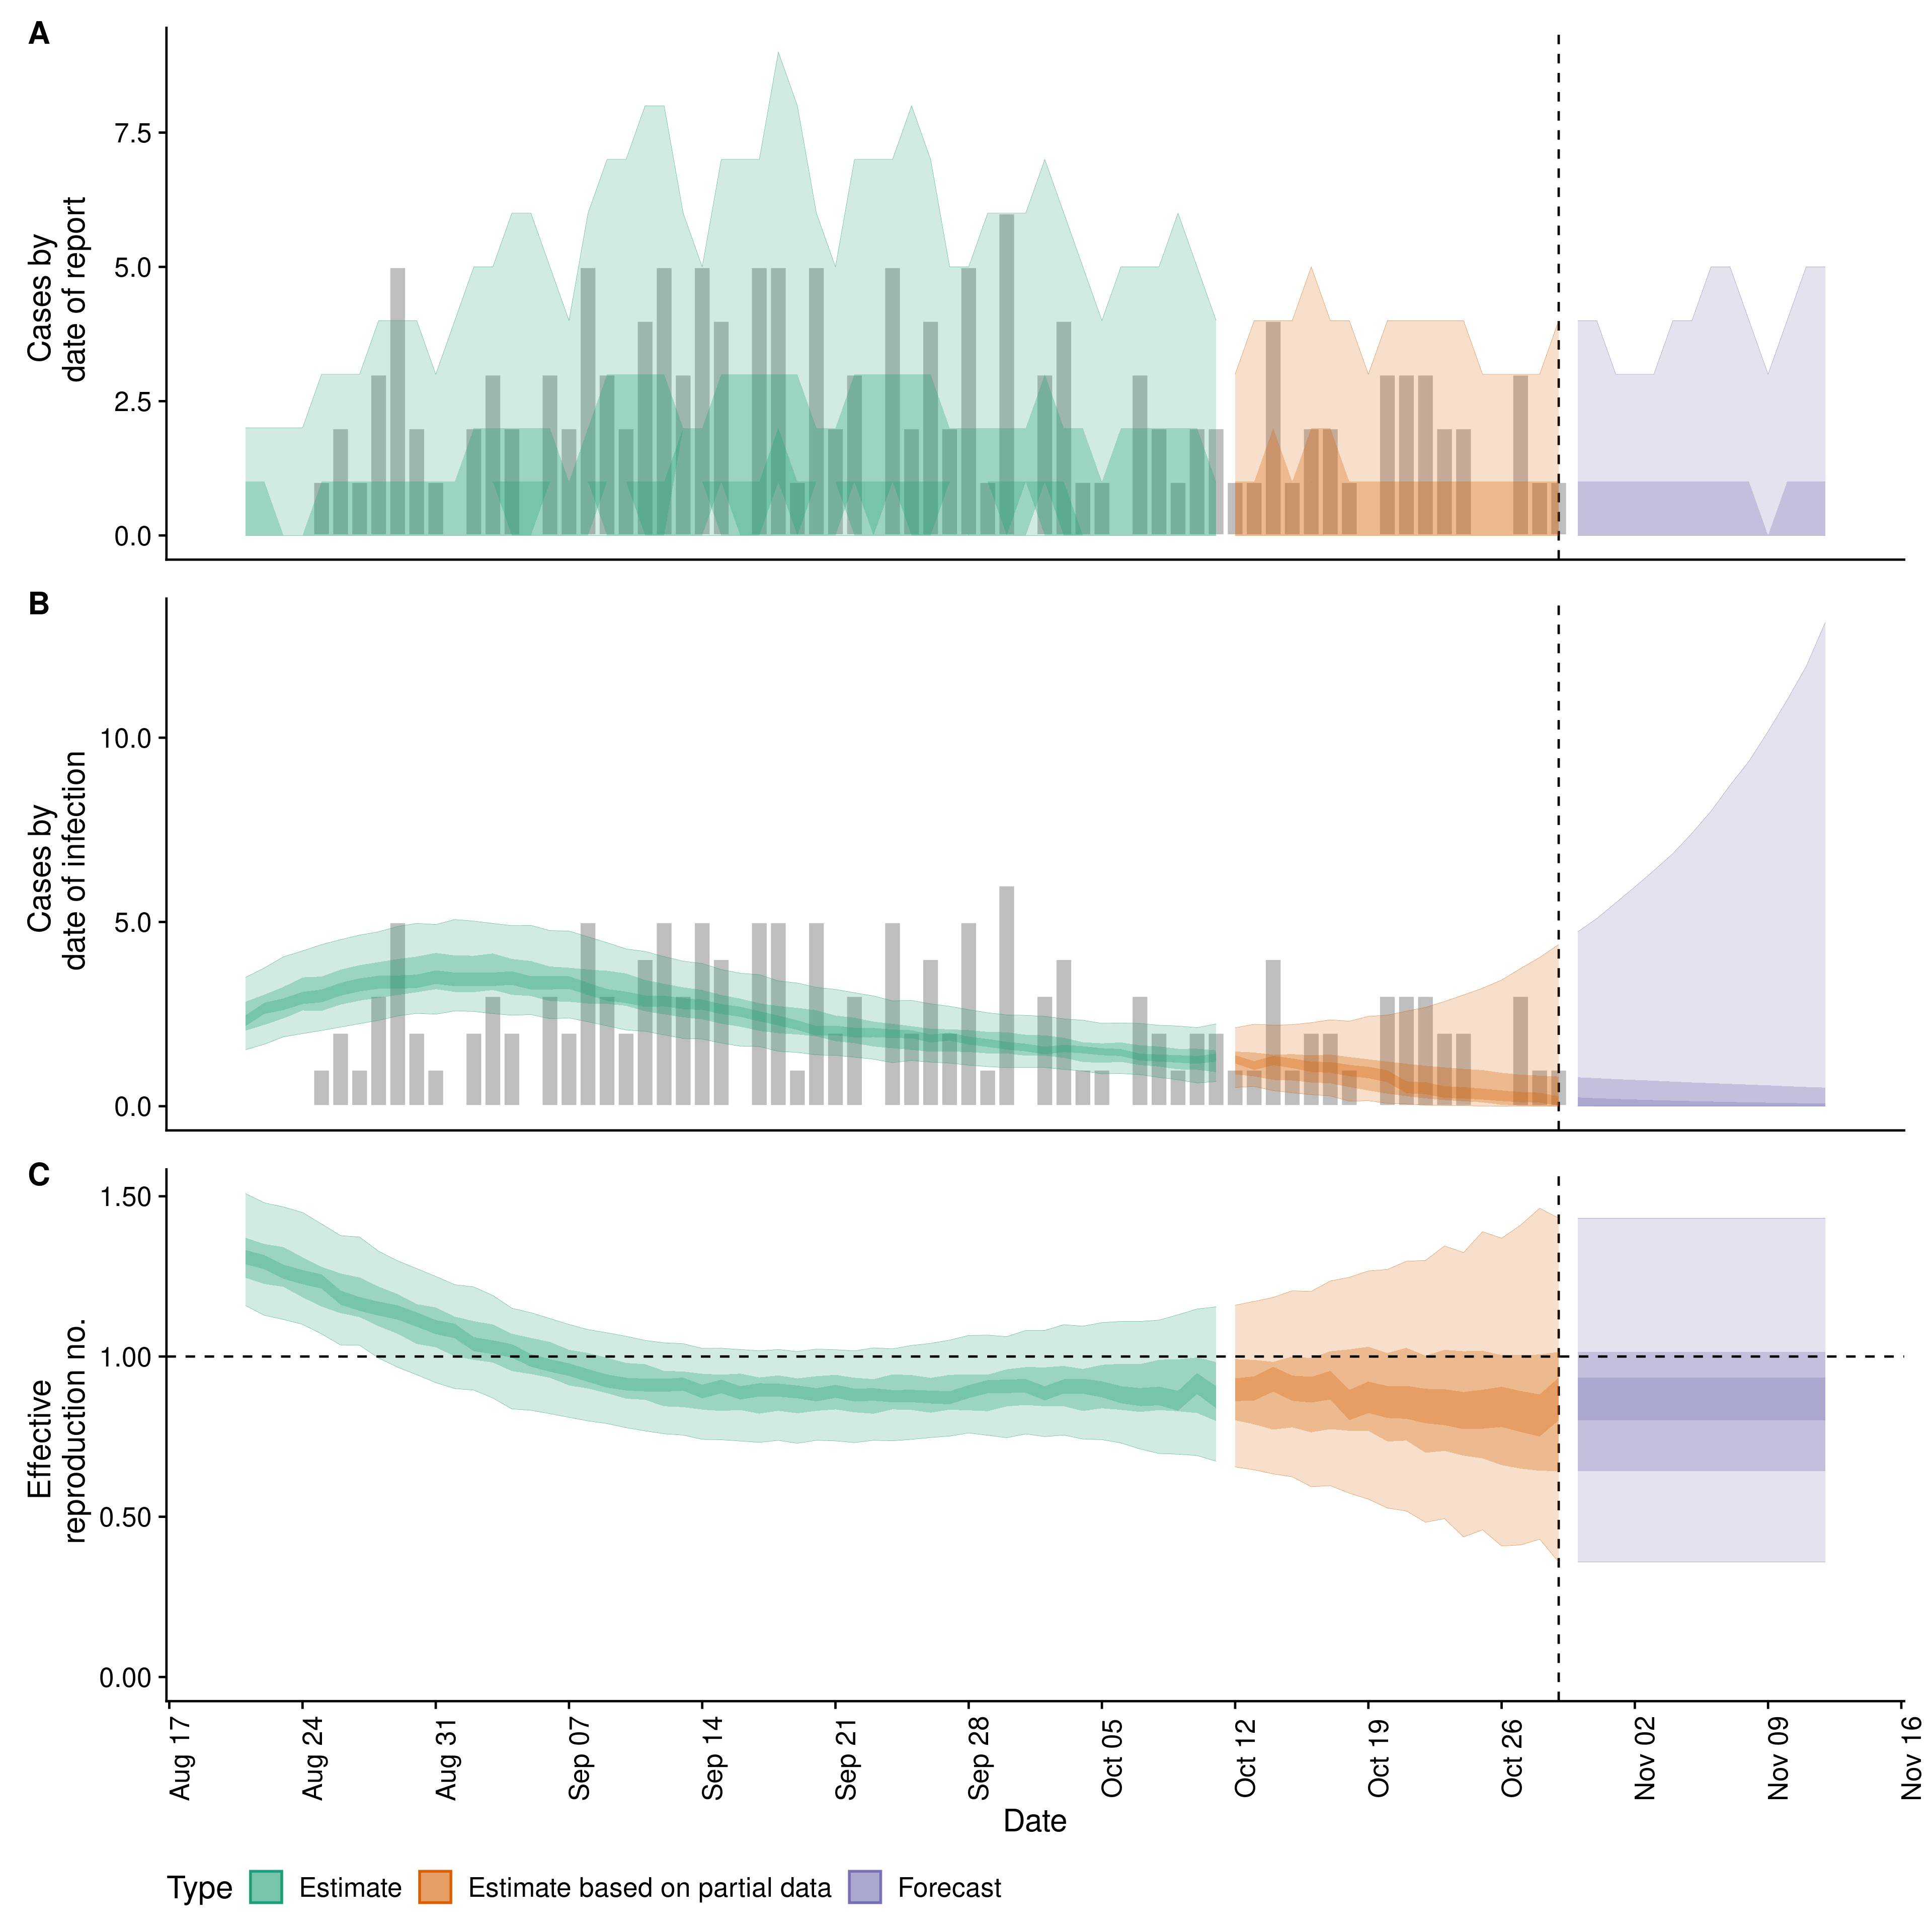 A
7.5
5.0
2.5
0.0
Cases by
date of report
B
10.0
5.0
0.0
Cases by
date of infection
C
1.50
1.00
0.50
0.00
Effective
reproduction no.
Aug 17
Aug 24
Aug 31
Sep 07
Sep 14
Sep 21
Sep 28
Oct 05
Oct 12
Oct 19
Oct 26
Nov 02
Nov 09
Nov 16
Date
Type Estimate Estimate based on partial data Forecast